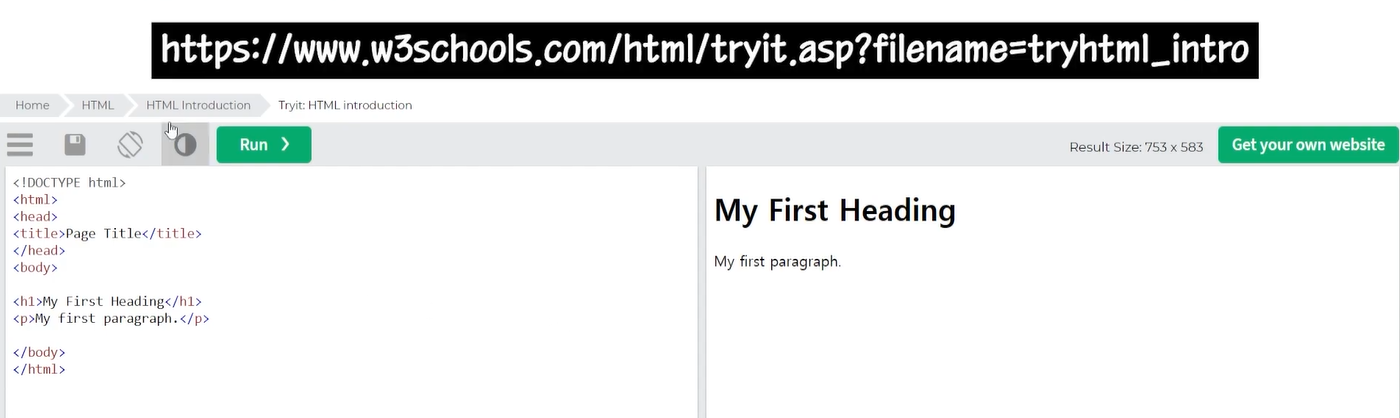 https://www.w3schools.com/html/tryit.asp?filename=tryhtml_intro
Home HTML HTML Introduction Tryit: HTML introduction
Run ❯ Result Size: 753 x 583 Get your own website
<!DOCTYPE html>
<html>
<head>
<title>Page Title</title>
</head>
<body>
<h1>My First Heading</h1>
<p>My first paragraph.</p>
</body>
</html>
My First Heading
My first paragraph.